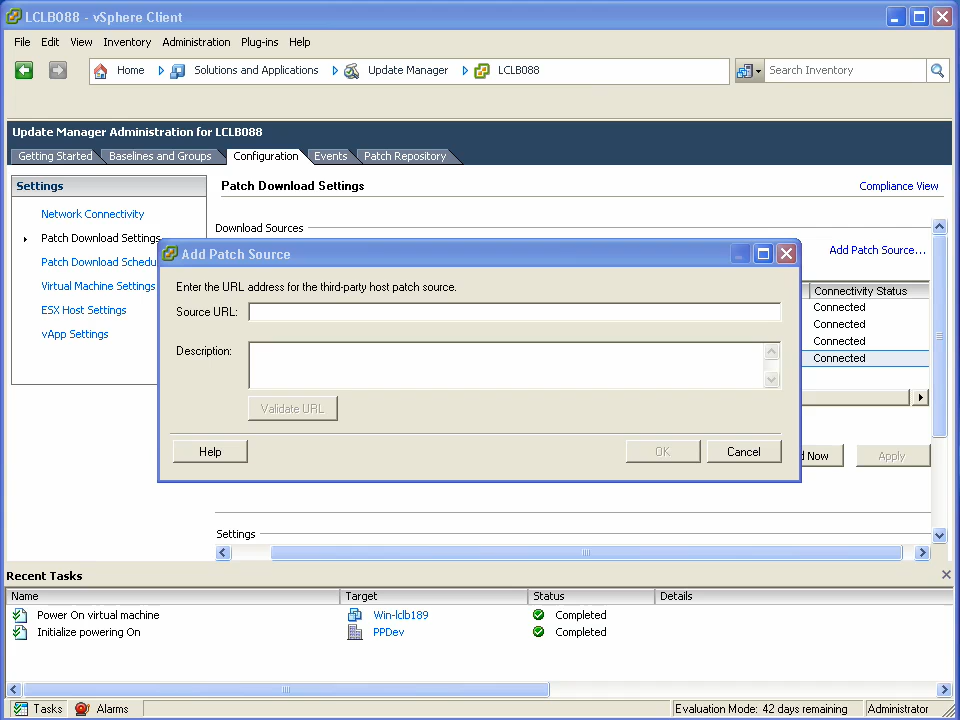 LCLB088 - vSphere Client
File Edit View Inventory Administration Plug-ins Help
Home Solutions and Applications Update Manager LCLB088 Search Inventory
Update Manager Administration for LCLB088
Getting Started Baselines and Groups Configuration Events Patch Repository
Settings
Network Connectivity
Patch Download Settings
Patch Download Schedu
Virtual Machine Settings
ESX Host Settings
vApp Settings
Patch Download Settings Compliance View
Download Sources
Add Patch Source...
Connectivity Status
Connected
Connected
Connected
Connected
d Now Apply
Settings
Add Patch Source
Enter the URL address for the third-party host patch source.
Source URL:
Description:
Validate URL
Help OK Cancel
Recent Tasks
Name Target Status Details
Power On virtual machine Win-lclb189 Completed
Initialize powering On PPDev Completed
Tasks Alarms Evaluation Mode: 42 days remaining Administrator